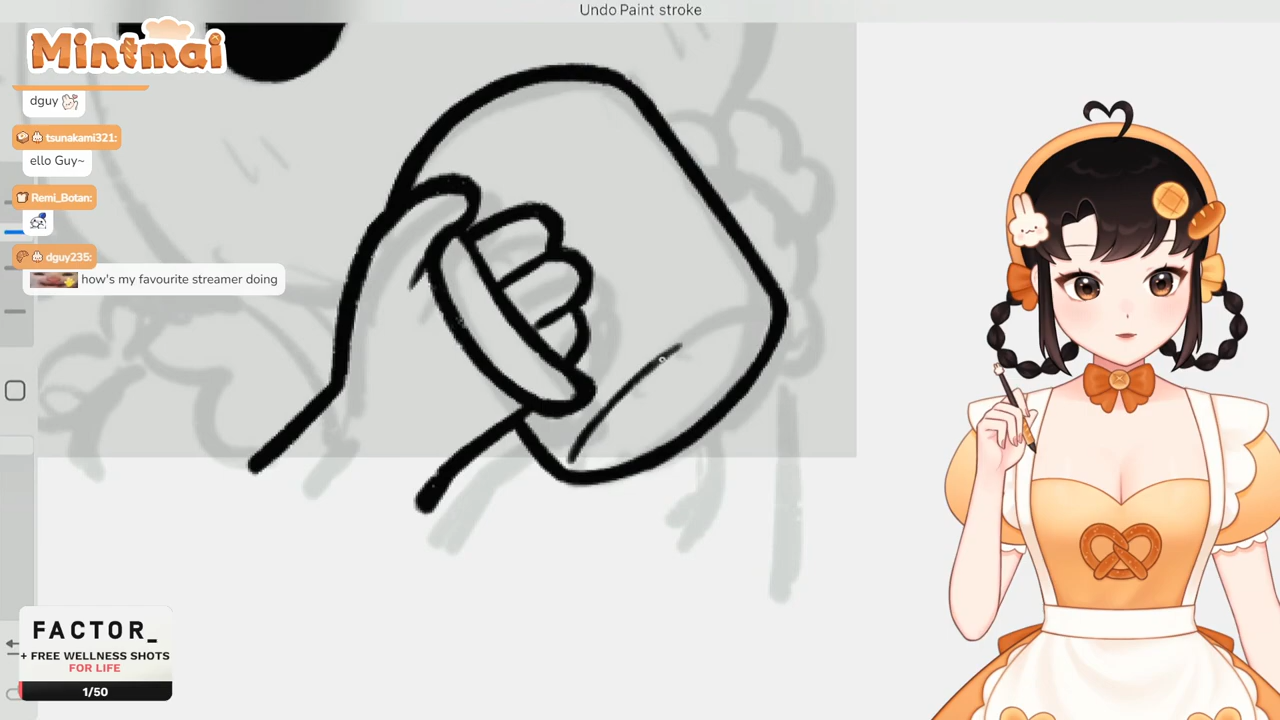 Undo Paint stroke
Mintmai
dguy
tsunakami321:
ello Guy~
Remi_Botan:
dguy235:
how's my favourite streamer doing
FACTOR_
+ FREE WELLNESS SHOTS
FOR LIFE
1/50